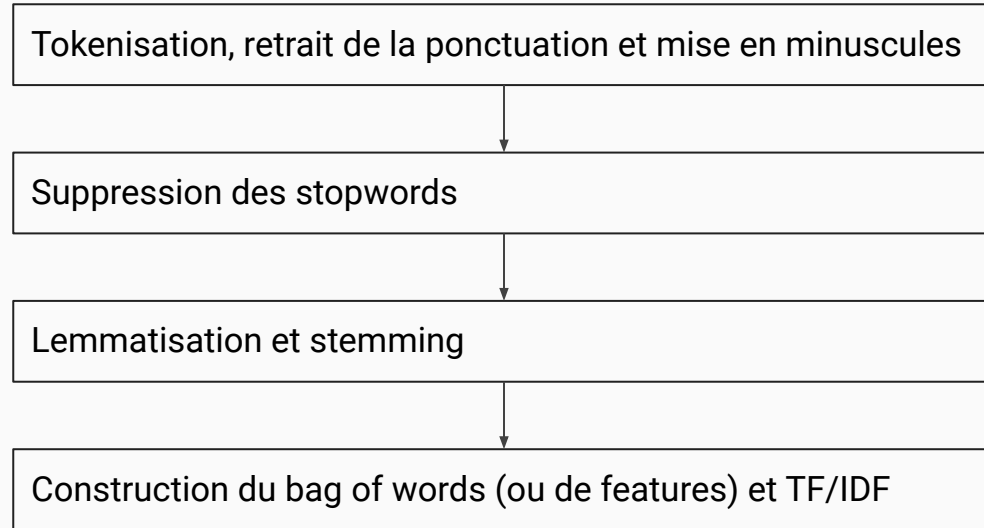 Tokenisation, retrait de la ponctuation et mise en minuscules
Suppression des stopwords
Lemmatisation et stemming
Construction du bag of words (ou de features) et TF/IDF